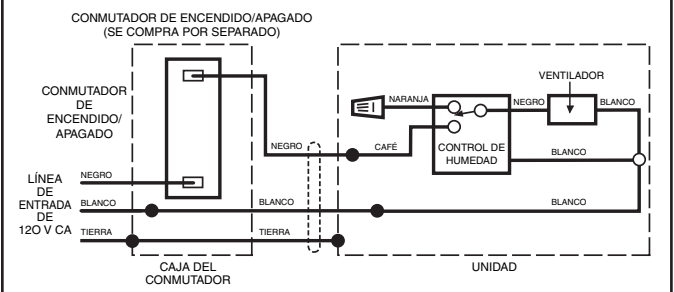 CONMUTADOR DE ENCENDIDO/APAGADO
(SE COMPRA POR SEPARADO)
CONMUTADOR
DE
ENCENDIDO/
APAGADO
NARANJA
VENTILADOR
NEGRO
BLANCO
NEGRO
CAFÉ
CONTROL DE
HUMEDAD
BLANCO
LÍNEA
DE
ENTRADA
DE
12O V CA
NEGRO
BLANCO
BLANCO
BLANCO
TIERRA
TIERRA
CAJA DEL
CONMUTADOR
UNIDAD